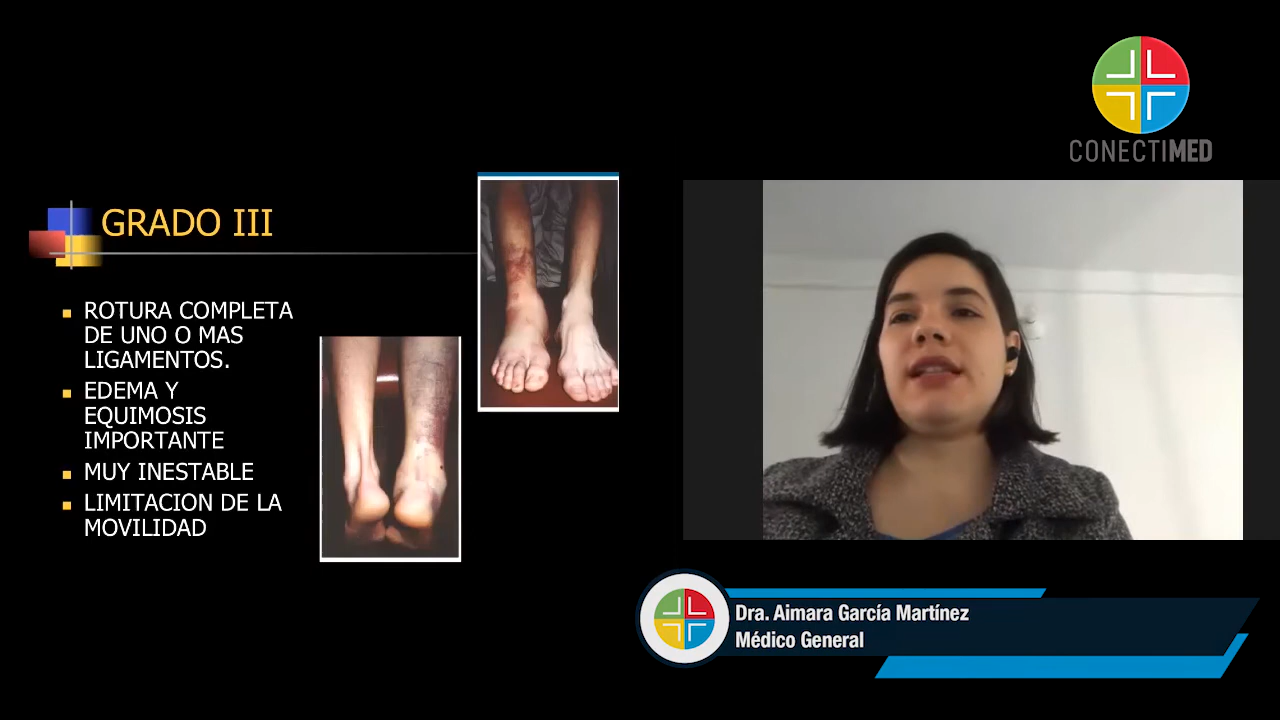 CONECTIMED
GRADO III
ROTURA COMPLETA
DE UNO O MAS
LIGAMENTOS.
EDEMA Y
EQUIMOSIS
IMPORTANTE
MUY INESTABLE
LIMITACION DE LA
MOVILIDAD
Dra. Aimara García Martínez
Médico General